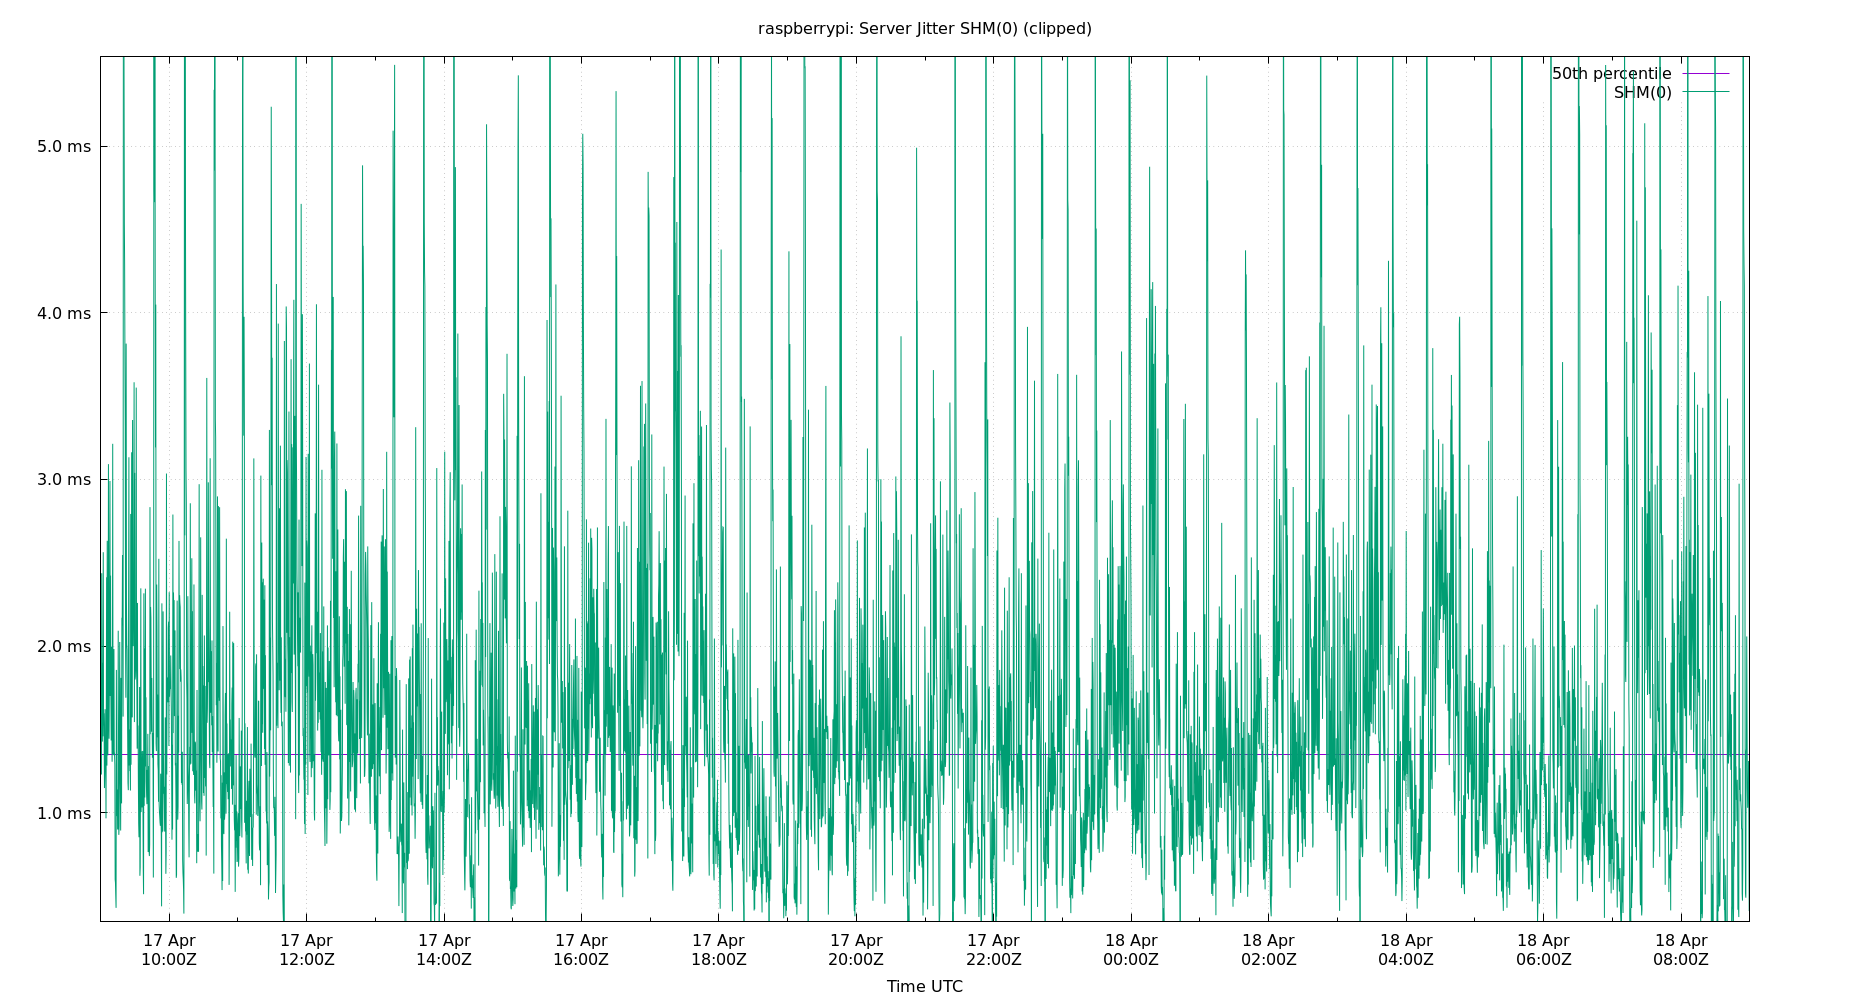 raspberrypi: Server Jitter SHM(0) (clipped)
50th percentile
SHM(0)
5.0 ms
4.0 ms
3.0 ms
2.0 ms
1.0 ms
17 Apr 17 Apr 17 Apr 17 Apr 17 Apr 17 Apr 17 Apr 18 Apr 18 Apr 18 Apr 18 Apr 18 Apr
10:00Z 12:00Z 14:00Z 16:00Z 18:00Z 20:00Z 22:00Z 00:00Z 02:00Z 04:00Z 06:00Z 08:00Z
Time UTC